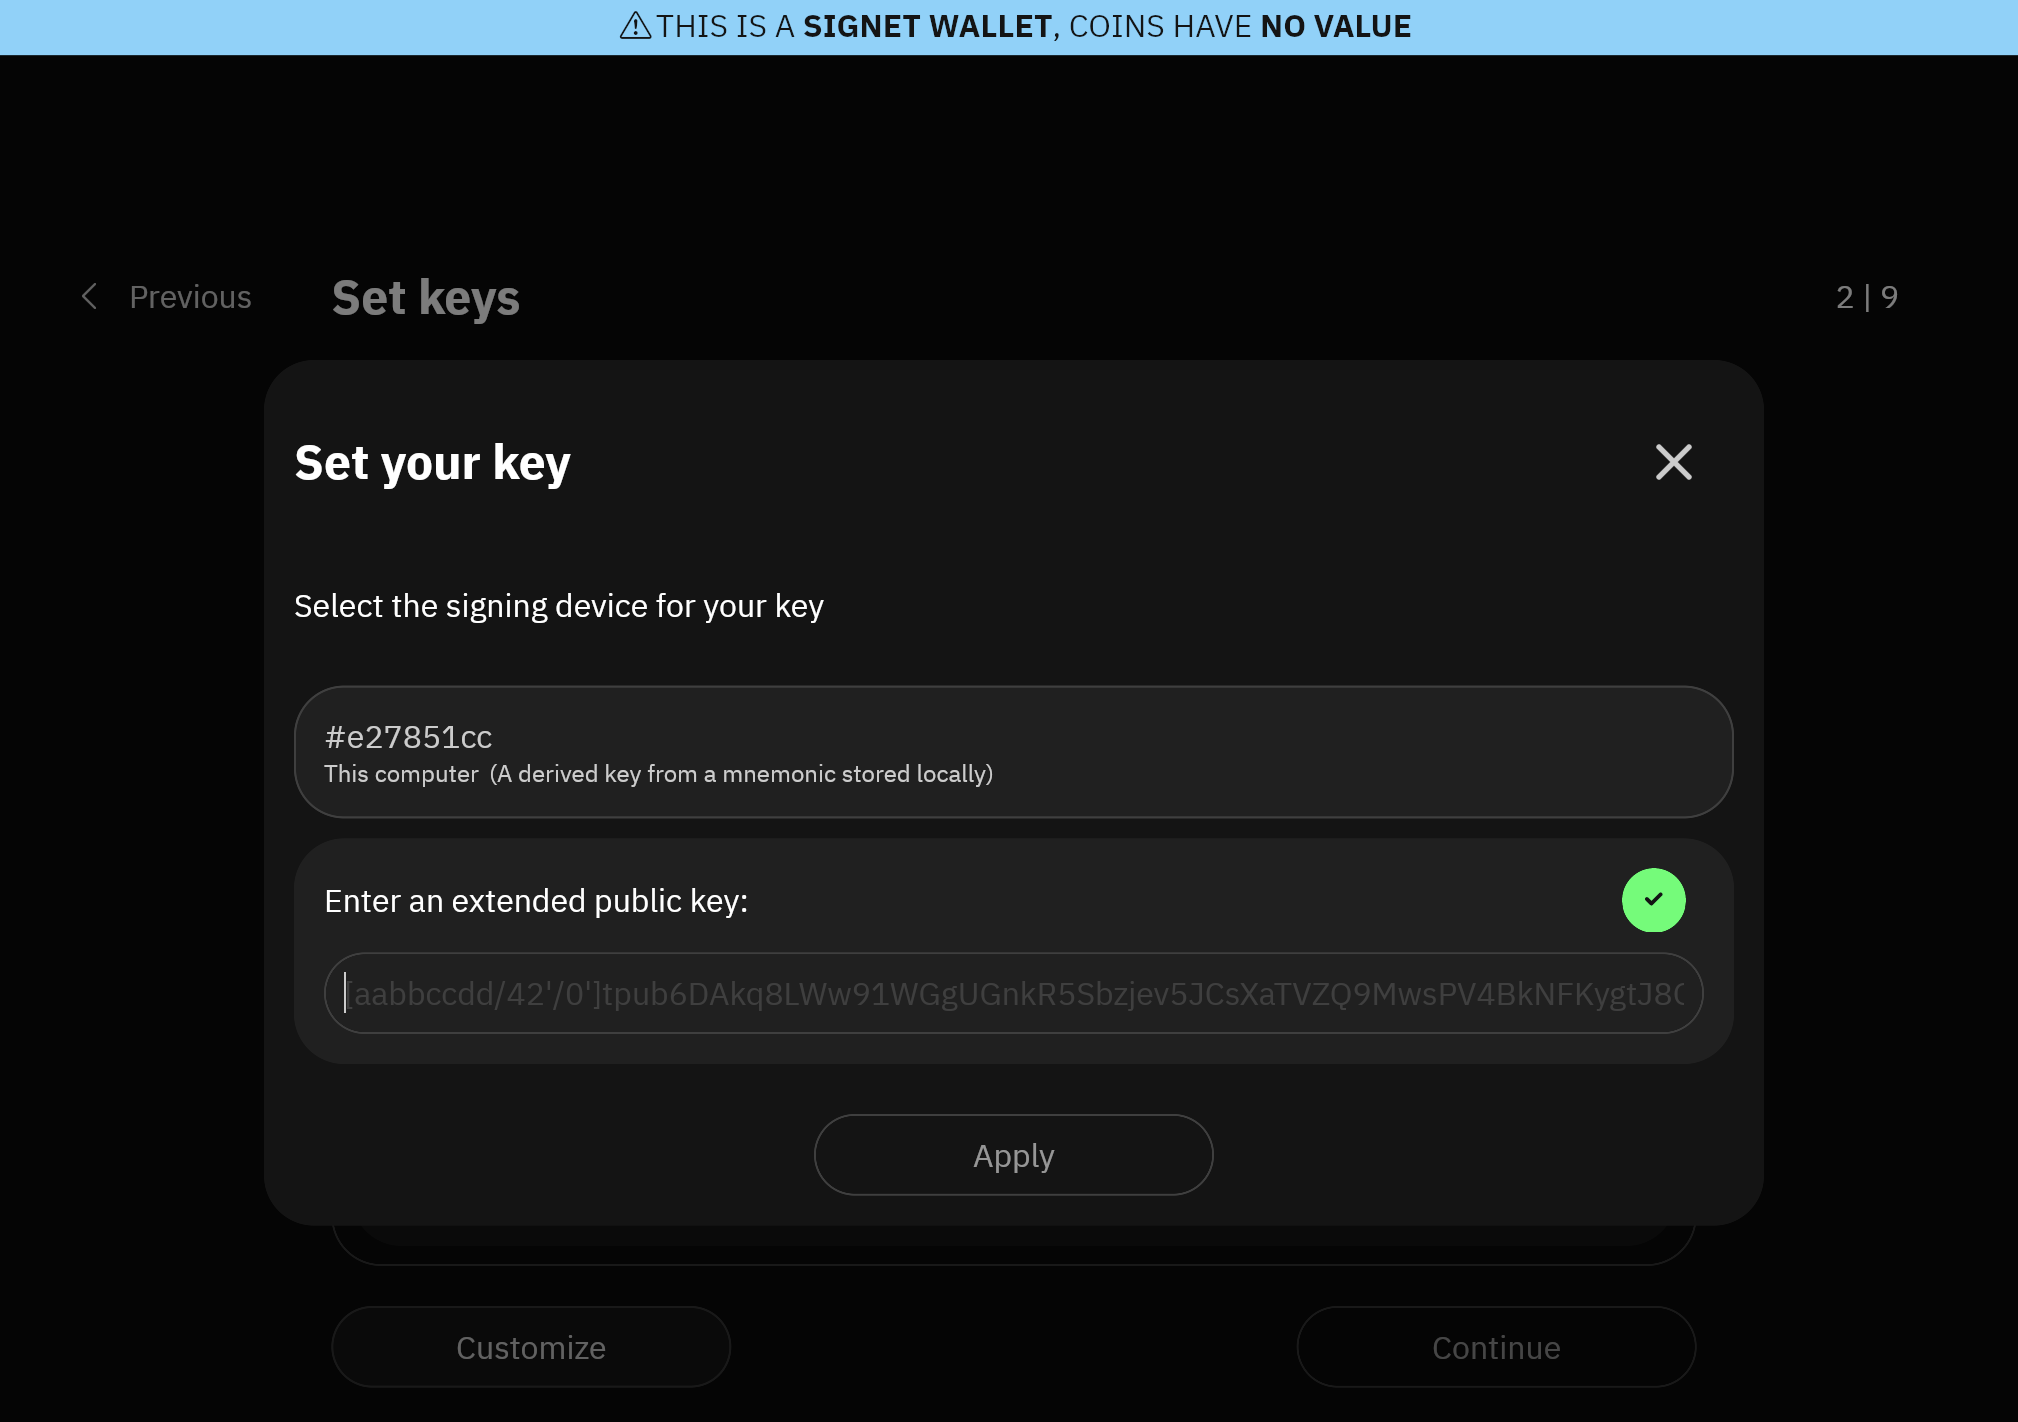 THIS IS A SIGNET WALLET, COINS HAVE NO VALUE
Previous
Set keys
2 | 9
Set your key
Select the signing device for your key
#e27851cc
This computer (A derived key from a mnemonic stored locally)
Enter an extended public key:
[aabbccdd/42'/0']tpub6DAkq8LWw91WGgUGnkR5Sbzjev5JCsXaTVZQ9MwsPV4BkNFKygtJ8C
Apply
Customize
Continue